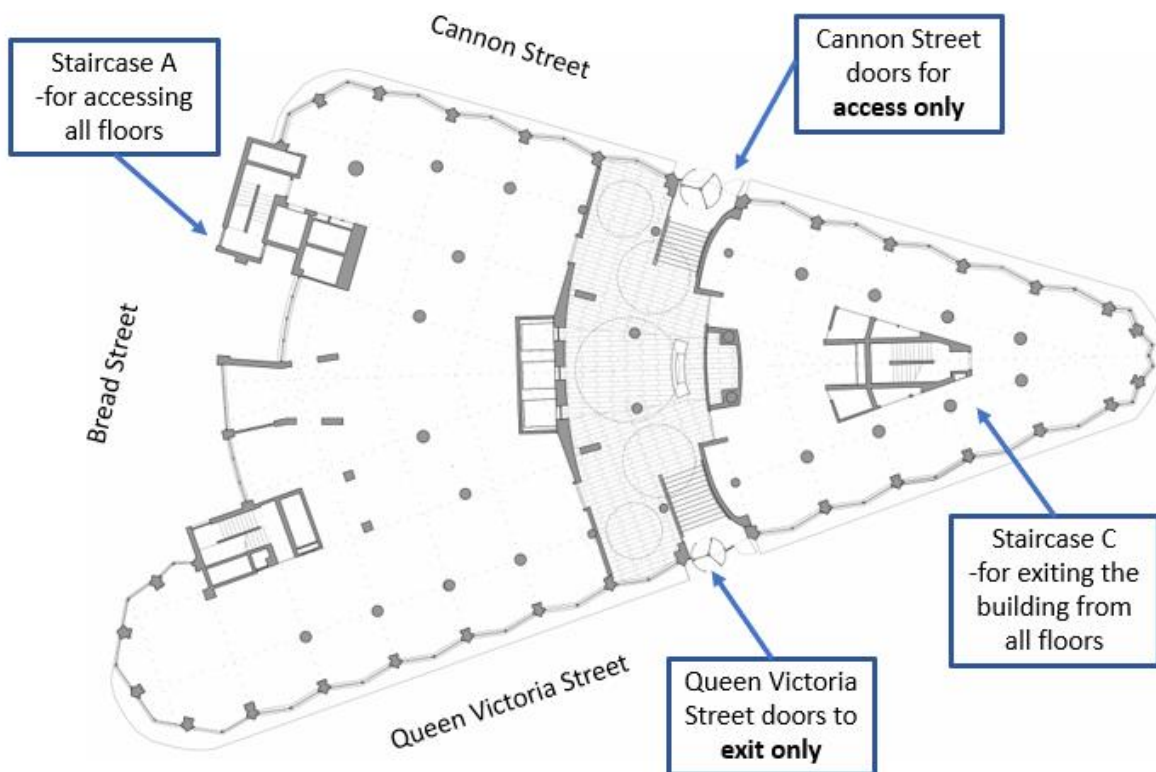 Cannon Street
Staircase A
-for accessing
all floors
Cannon Street
doors for
access only
Bread Street
Staircase C
-for exiting the
building from
all floors
Queen Victoria Street
Queen Victoria
Street doors to
exit only